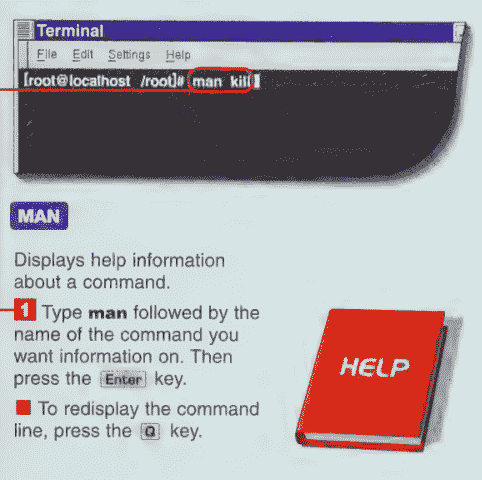 Terminal
File Edit Settings Help
[root@localhost /root]# man kill
MAN
Displays help information
about a command.
1 Type man followed by the
name of the command you
want information on. Then
press the Enter key.
To redisplay the command
line, press the Q key.
HELP